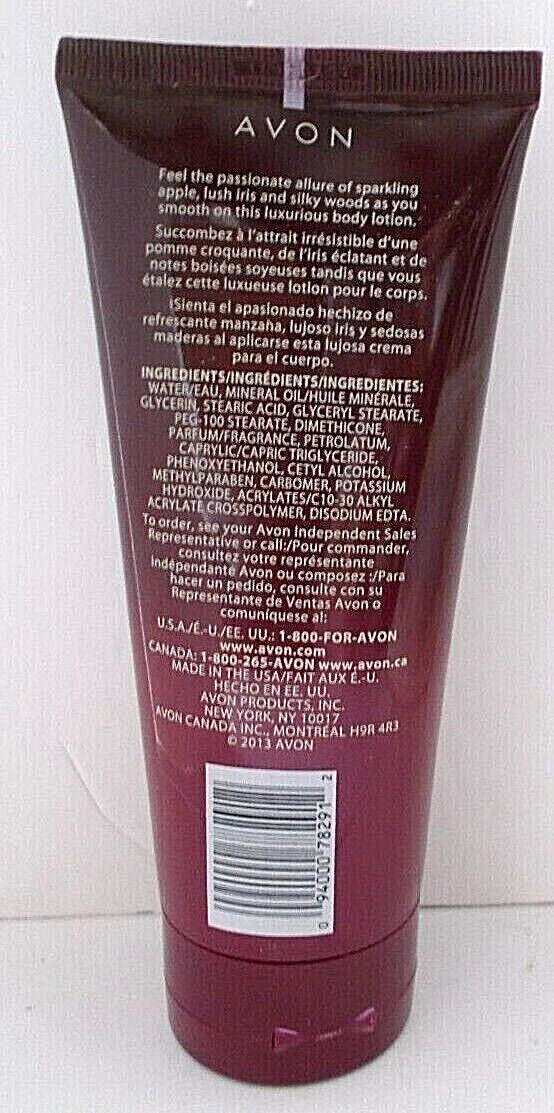 AVON
Feel the passionate allure of sparkling
apple, lush iris and silky woods as you
smooth on this luxurious body lotion.
Succombez à l'attrait irrésistible d'une
pomme croquante, de l'iris éclatant et de
notes boisées soyeuses tandis que vous
étalez cette luxueuse lotion pour le corps.
¡Sienta el apasionado hechizo de
refrescante manzaha, lujoso iris y sedosas
maderas al aplicarse esta lujosa crema
para el cuerpo.
INGREDIENTS/INGRÉDIENTS/INGREDIENTES:
WATER/EAU, MINERAL OIL/HUILE MINÉRALE,
GLYCERIN, STEARIC ACID, GLYCERYL STEARATE,
PEG-100 STEARATE, DIMETHICONE,
PARFUM/FRAGRANCE, PETROLATUM,
CAPRYLIC/CAPRIC TRIGLYCERIDE,
PHENOXYETHANOL, CETYL ALCOHOL,
METHYLPARABEN, CARBOMER, POTASSIUM
HYDROXIDE, ACRYLATES/C10-30 ALKYL
ACRYLATE CROSSPOLYMER, DISODIUM EDTA.
To order, see your Avon Independent Sales
Representative or call:/Pour commander,
consultez votre représentante
indépendante Avon ou composez :/Para
hacer un pedido, consulte con su
Representante de Ventas Avon o
comuníquese al:
U.S.A./É.-U./EE. UU.: 1-800-FOR-AVON
www.avon.com
CANADA: 1-800-265-AVON www.avon.ca
MADE IN THE USA/FAIT AUX É.-U.
HECHO EN EE. UU.
AVON PRODUCTS, INC.
NEW YORK, NY 10017
AVON CANADA INC., MONTRÉAL H9R 4R3
© 2013 AVON
0 94000 78291 2